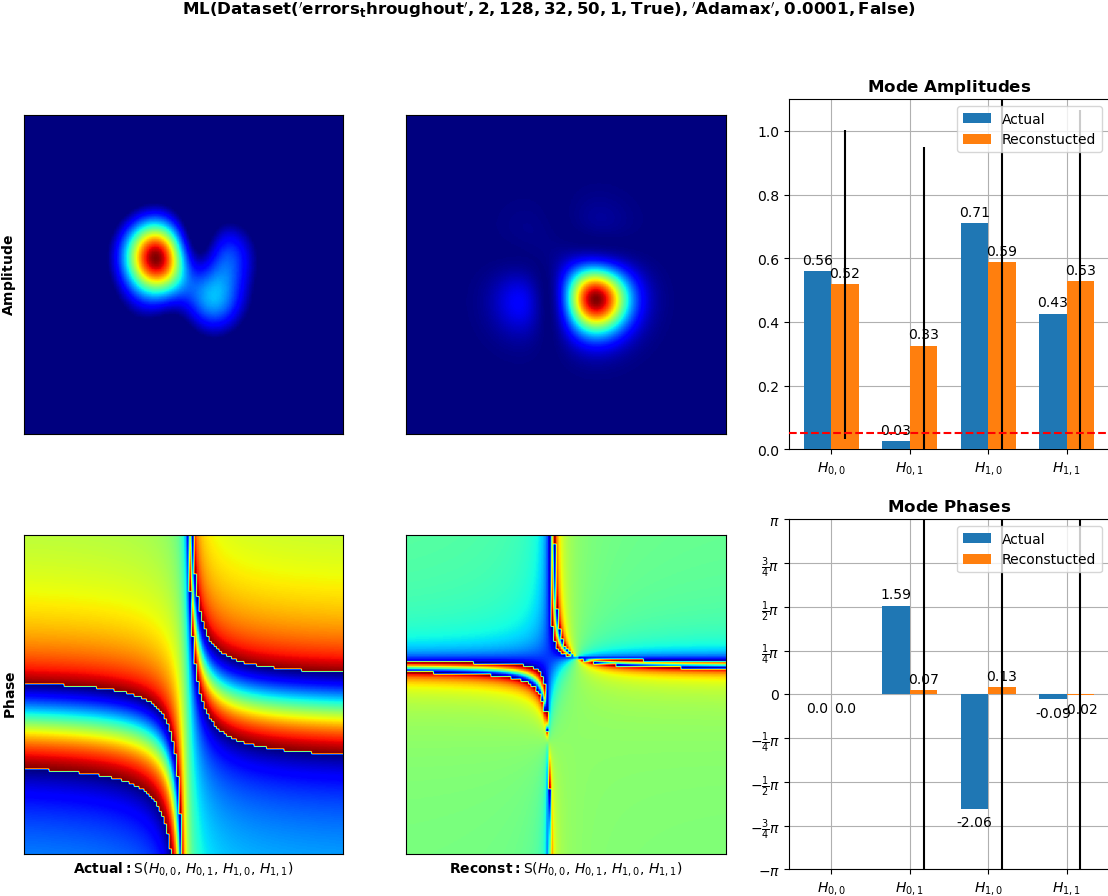 ML(Dataset('errors_throughout', 2, 128, 32, 50, 1, True), 'Adamax', 0.0001, False)
Amplitude
Mode Amplitudes
Actual
Reconstucted
1.0
0.8
0.6
0.4
0.2
0.0
0.56
0.52
0.03
0.33
0.71
0.59
0.43
0.53
H0,0
H0,1
H1,0
H1,1
Phase
Actual: S(H0,0, H0,1, H1,0, H1,1)
Reconst: S(H0,0, H0,1, H1,0, H1,1)
Mode Phases
Actual
Reconstucted
π
3/4π
1/2π
1/4π
0
−1/4π
−1/2π
−3/4π
−π
0.0
0.0
1.59
0.07
-2.06
0.13
-0.09
-0.02
H0,0
H0,1
H1,0
H1,1